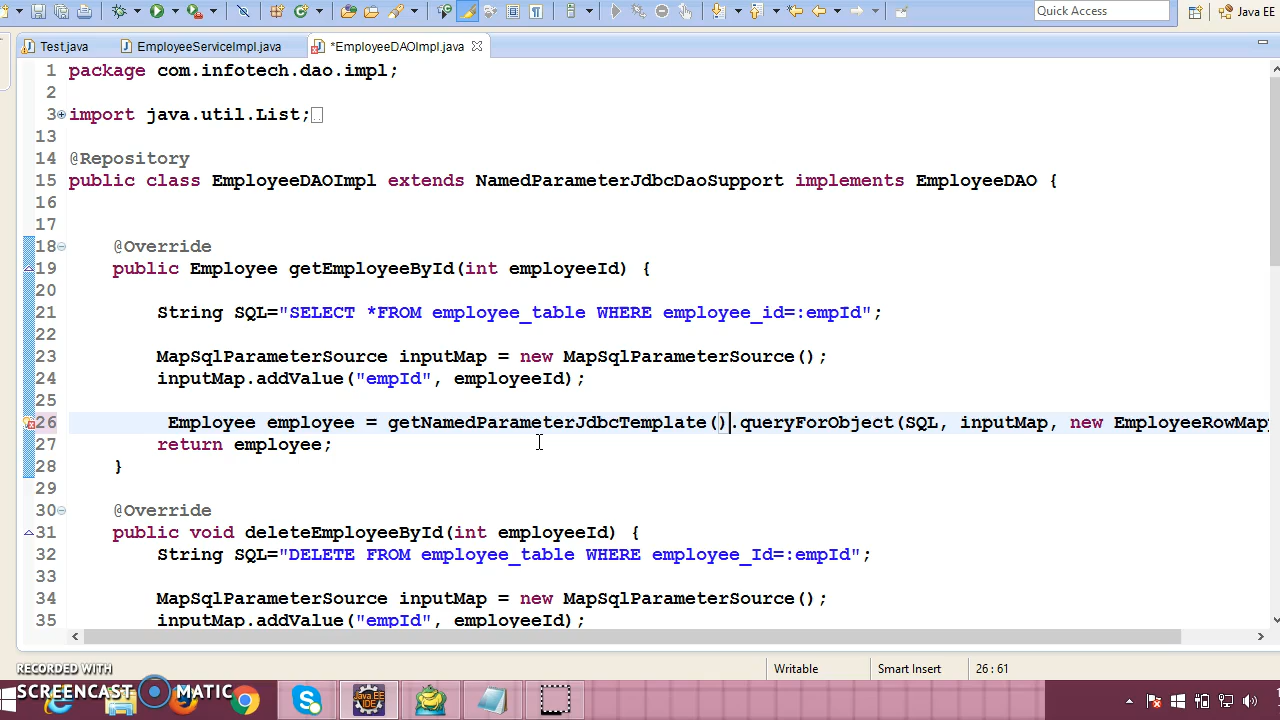 Quick Access
Java EE
Test.java
EmployeeServiceImpl.java
*EmployeeDAOImpl.java
1 package com.infotech.dao.impl;
2
3 import java.util.List;
13
14 @Repository
15 public class EmployeeDAOImpl extends NamedParameterJdbcDaoSupport implements EmployeeDAO {
16
17
18 @Override
19 public Employee getEmployeeById(int employeeId) {
20
21 String SQL="SELECT *FROM employee_table WHERE employee_id=:empId";
22
23 MapSqlParameterSource inputMap = new MapSqlParameterSource();
24 inputMap.addValue("empId", employeeId);
25
26 Employee employee = getNamedParameterJdbcTemplate().queryForObject(SQL, inputMap, new EmployeeRowMap
27 return employee;
28 }
29
30 @Override
31 public void deleteEmployeeById(int employeeId) {
32 String SQL="DELETE FROM employee_table WHERE employee_Id=:empId";
33
34 MapSqlParameterSource inputMap = new MapSqlParameterSource();
35 inputMap.addValue("empId", employeeId);
Writable
Smart Insert
26 : 61
RECORDED WITH
SCREENCAST MATIC
Java EE
IDE